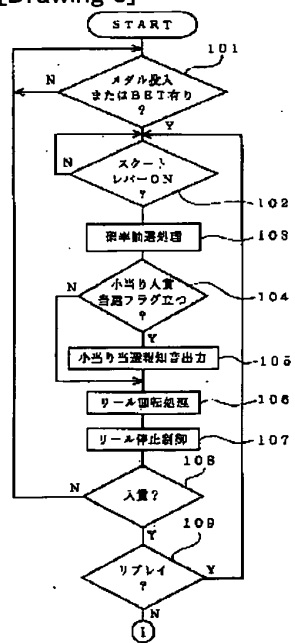 START
101
N
メダル投入
またはBET有り
?
Y
スタート
レバーON
?
N
102
確率抽選処理
103
N
小当り入賞
当選フラグ立つ
?
104
Y
小当り当選報知音出力
105
リール回転処理
106
リール停止制御
107
108
N
入賞?
Y
109
リプレイ
?
Y
N
1